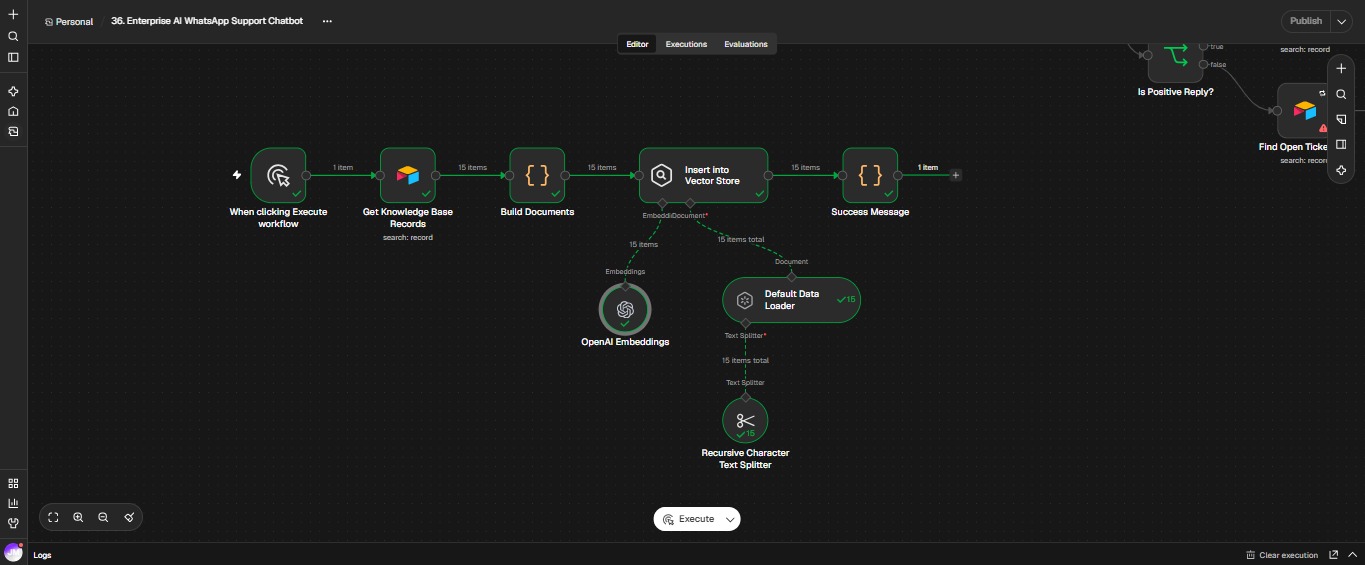 Personal / 36. Enterprise AI WhatsApp Support Chatbot ...
Publish
Editor Executions Evaluations
true
false
search: record
Is Positive Reply?
Find Open Ticke
search: recor
1 item
15 items
15 items
15 items
1 item
Insert into
Vector Store
When clicking Execute
workflow
Get Knowledge Base
Records
search: record
Build Documents
Success Message
Document*
15 items
15 items total
Embeddings
Document
Default Data
Loader
15
OpenAI Embeddings
Text Splitter*
15 items total
Text Splitter
15
Recursive Character
Text Splitter
Execute
Logs
Clear execution